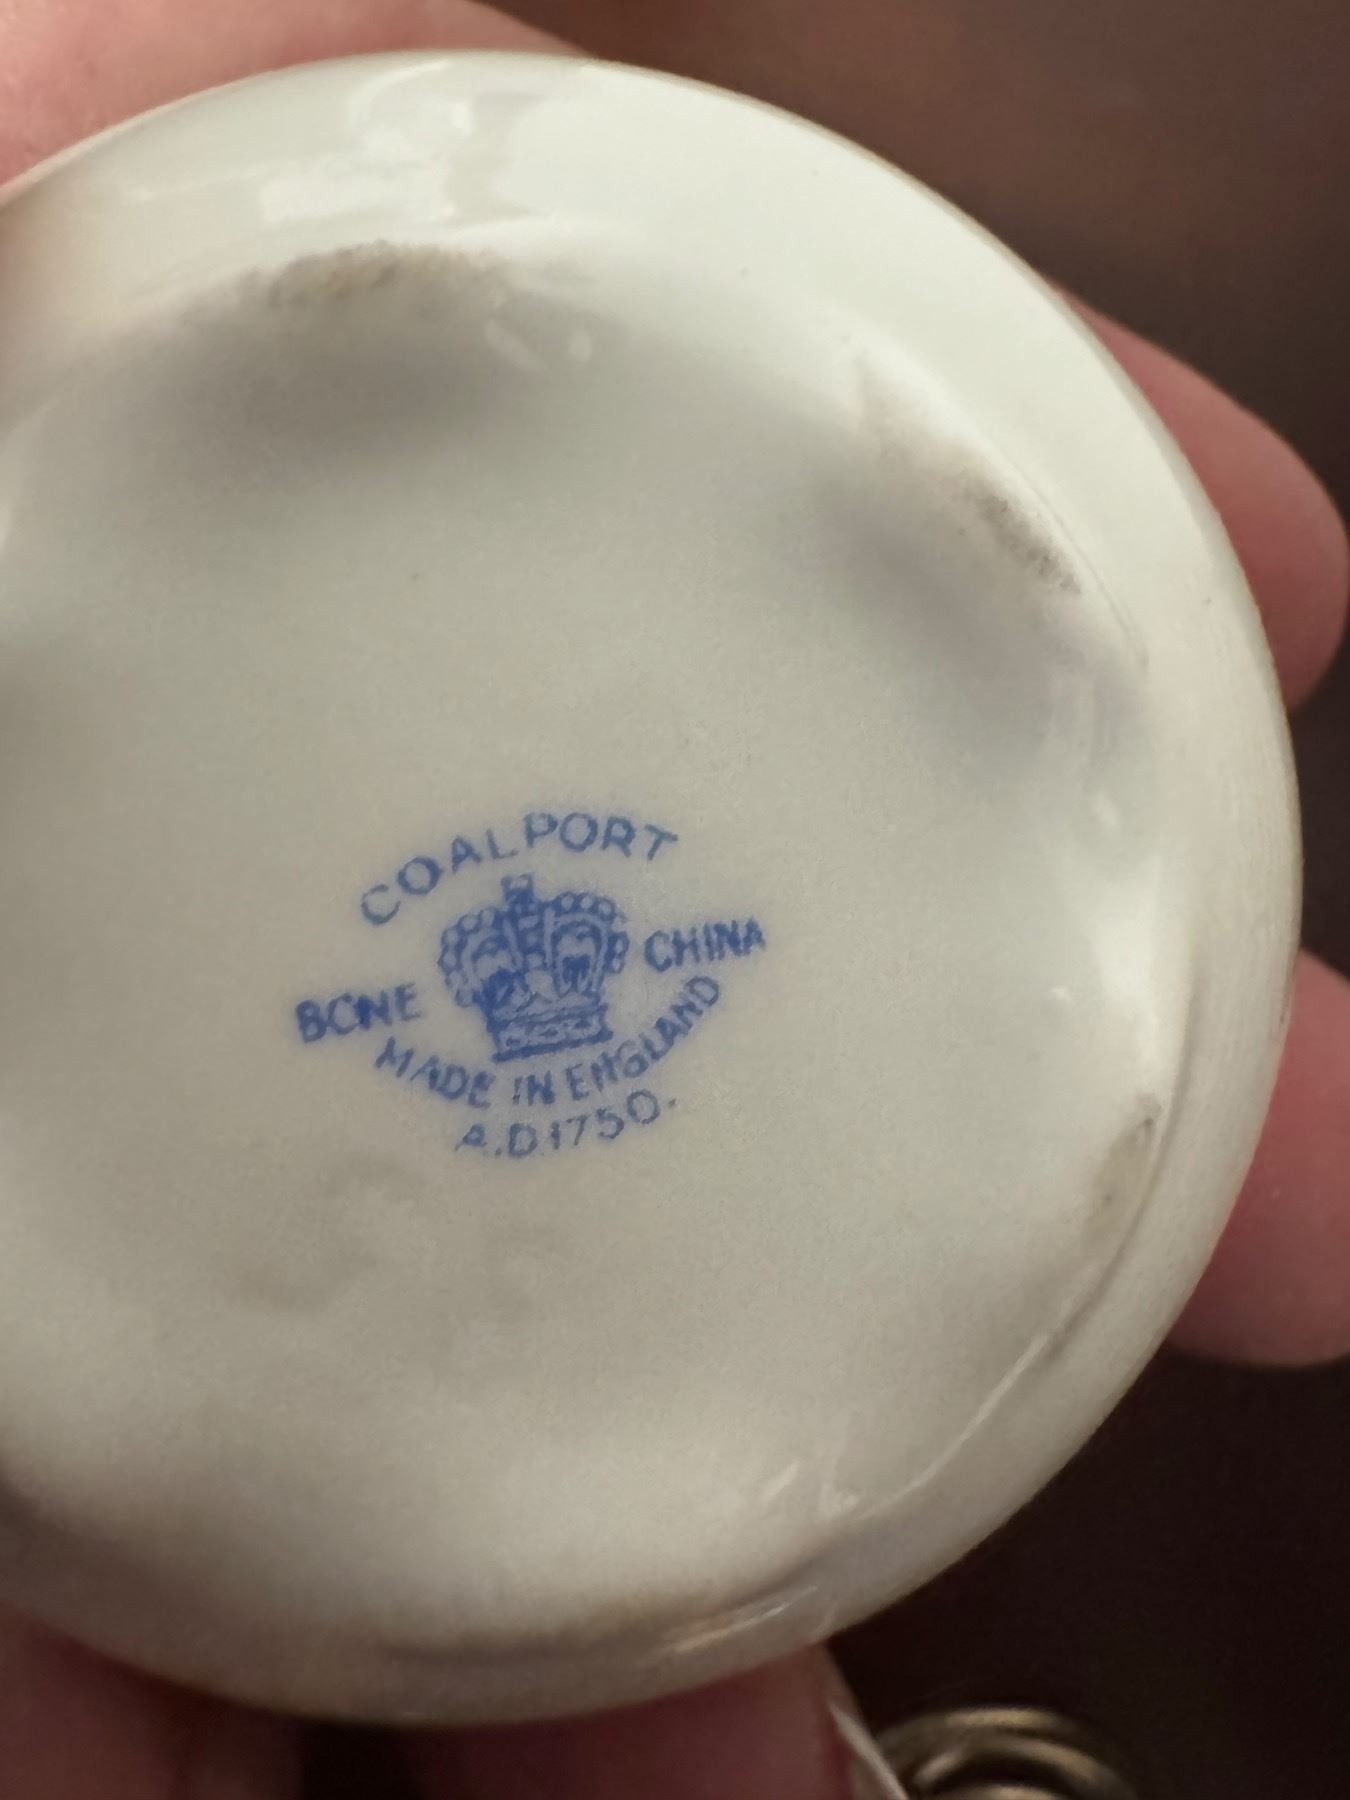 COALPORT
BONE CHINA
MADE IN ENGLAND
A.D.1750.